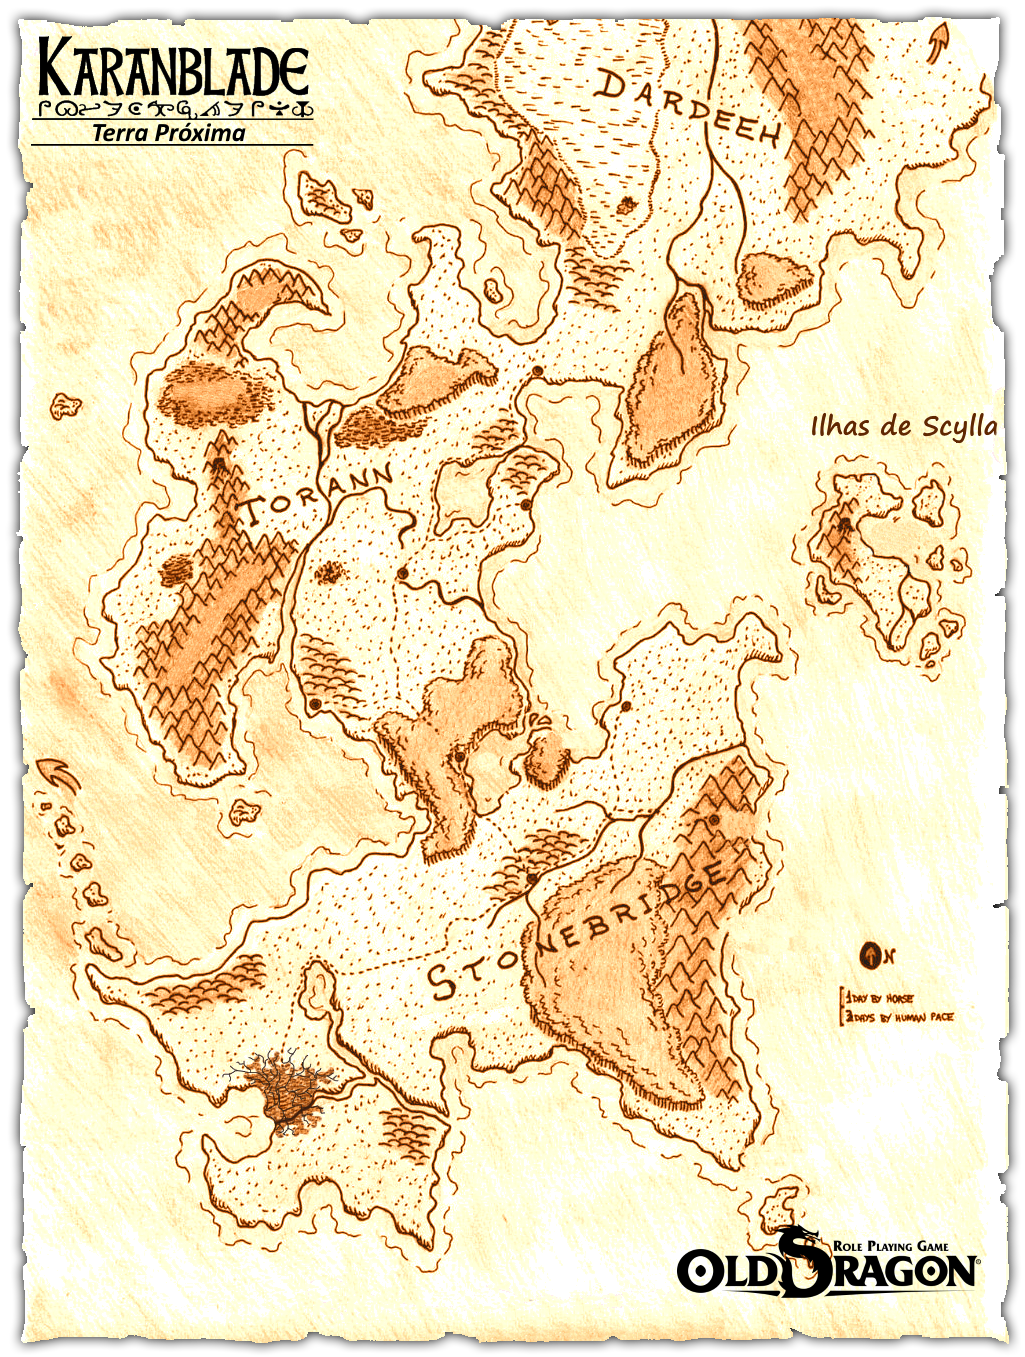 KARANBLADE
Terra Próxima
DARDEEH
Ilhas de Scylla
TORANN
STONEBRIDGE
N
1 DAY BY HORSE
2 DAYS BY HUMAN PACE
ROLE PLAYING GAME
OLD DRAGON®